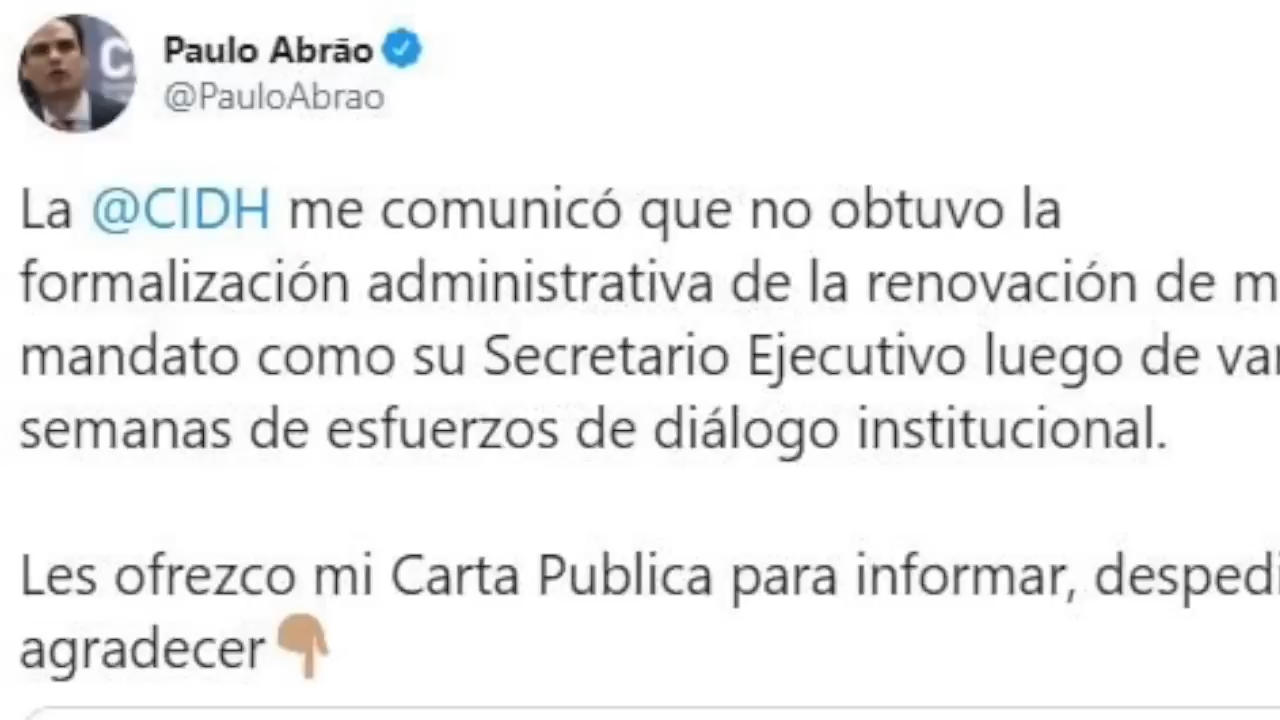 Paulo Abrão
@PauloAbrao
La @CIDH me comunicó que no obtuvo la
formalización administrativa de la renovación de
mandato como su Secretario Ejecutivo luego de
semanas de esfuerzos de diálogo institucional.
Les ofrezco mi Carta Publica para informar,
agradecer